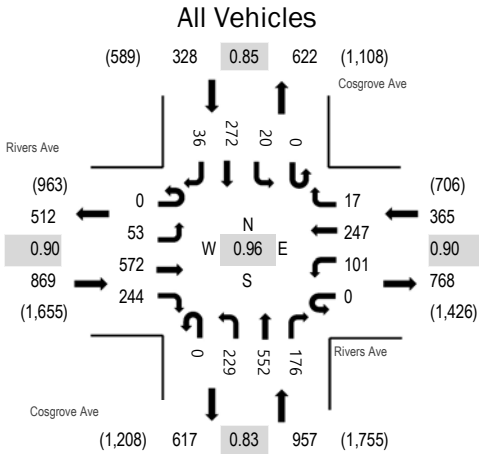 All Vehicles
(589) 328 0.85 622 (1,108)
Cosgrove Ave
36 272 20 0
Rivers Ave
(963) 0 17 (706)
512 53 N 247 365
0.90 572 W 0.96 E 101 0.90
869 244 S 0 768
(1,655) (1,426)
0 229 552 176
Rivers Ave
Cosgrove Ave
(1,208) 617 0.83 957 (1,755)